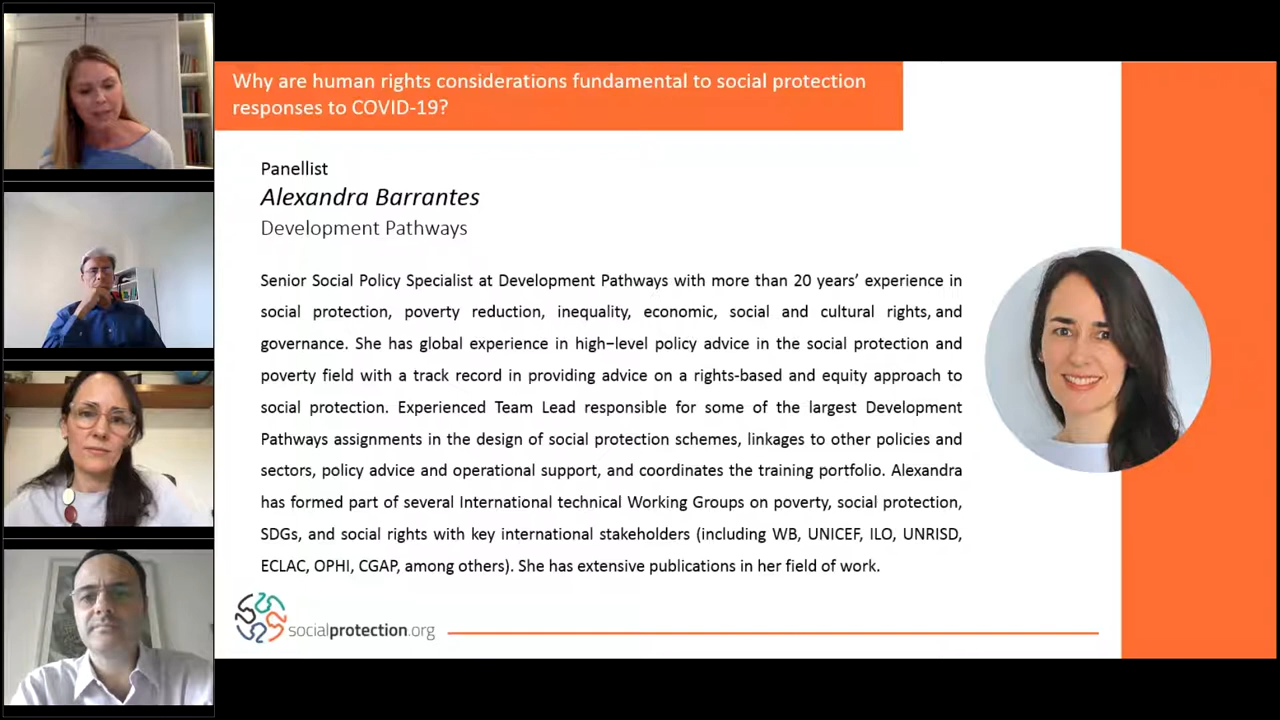 Why are human rights considerations fundamental to social protection
responses to COVID-19?
Panellist
Alexandra Barrantes
Development Pathways
Senior Social Policy Specialist at Development Pathways with more than 20 years’ experience in
social protection, poverty reduction, inequality, economic, social and cultural rights, and
governance. She has global experience in high–level policy advice in the social protection and
poverty field with a track record in providing advice on a rights-based and equity approach to
social protection. Experienced Team Lead responsible for some of the largest Development
Pathways assignments in the design of social protection schemes, linkages to other policies and
sectors, policy advice and operational support, and coordinates the training portfolio. Alexandra
has formed part of several International technical Working Groups on poverty, social protection,
SDGs, and social rights with key international stakeholders (including WB, UNICEF, ILO, UNRISD,
ECLAC, OPHI, CGAP, among others). She has extensive publications in her field of work.
socialprotection.org